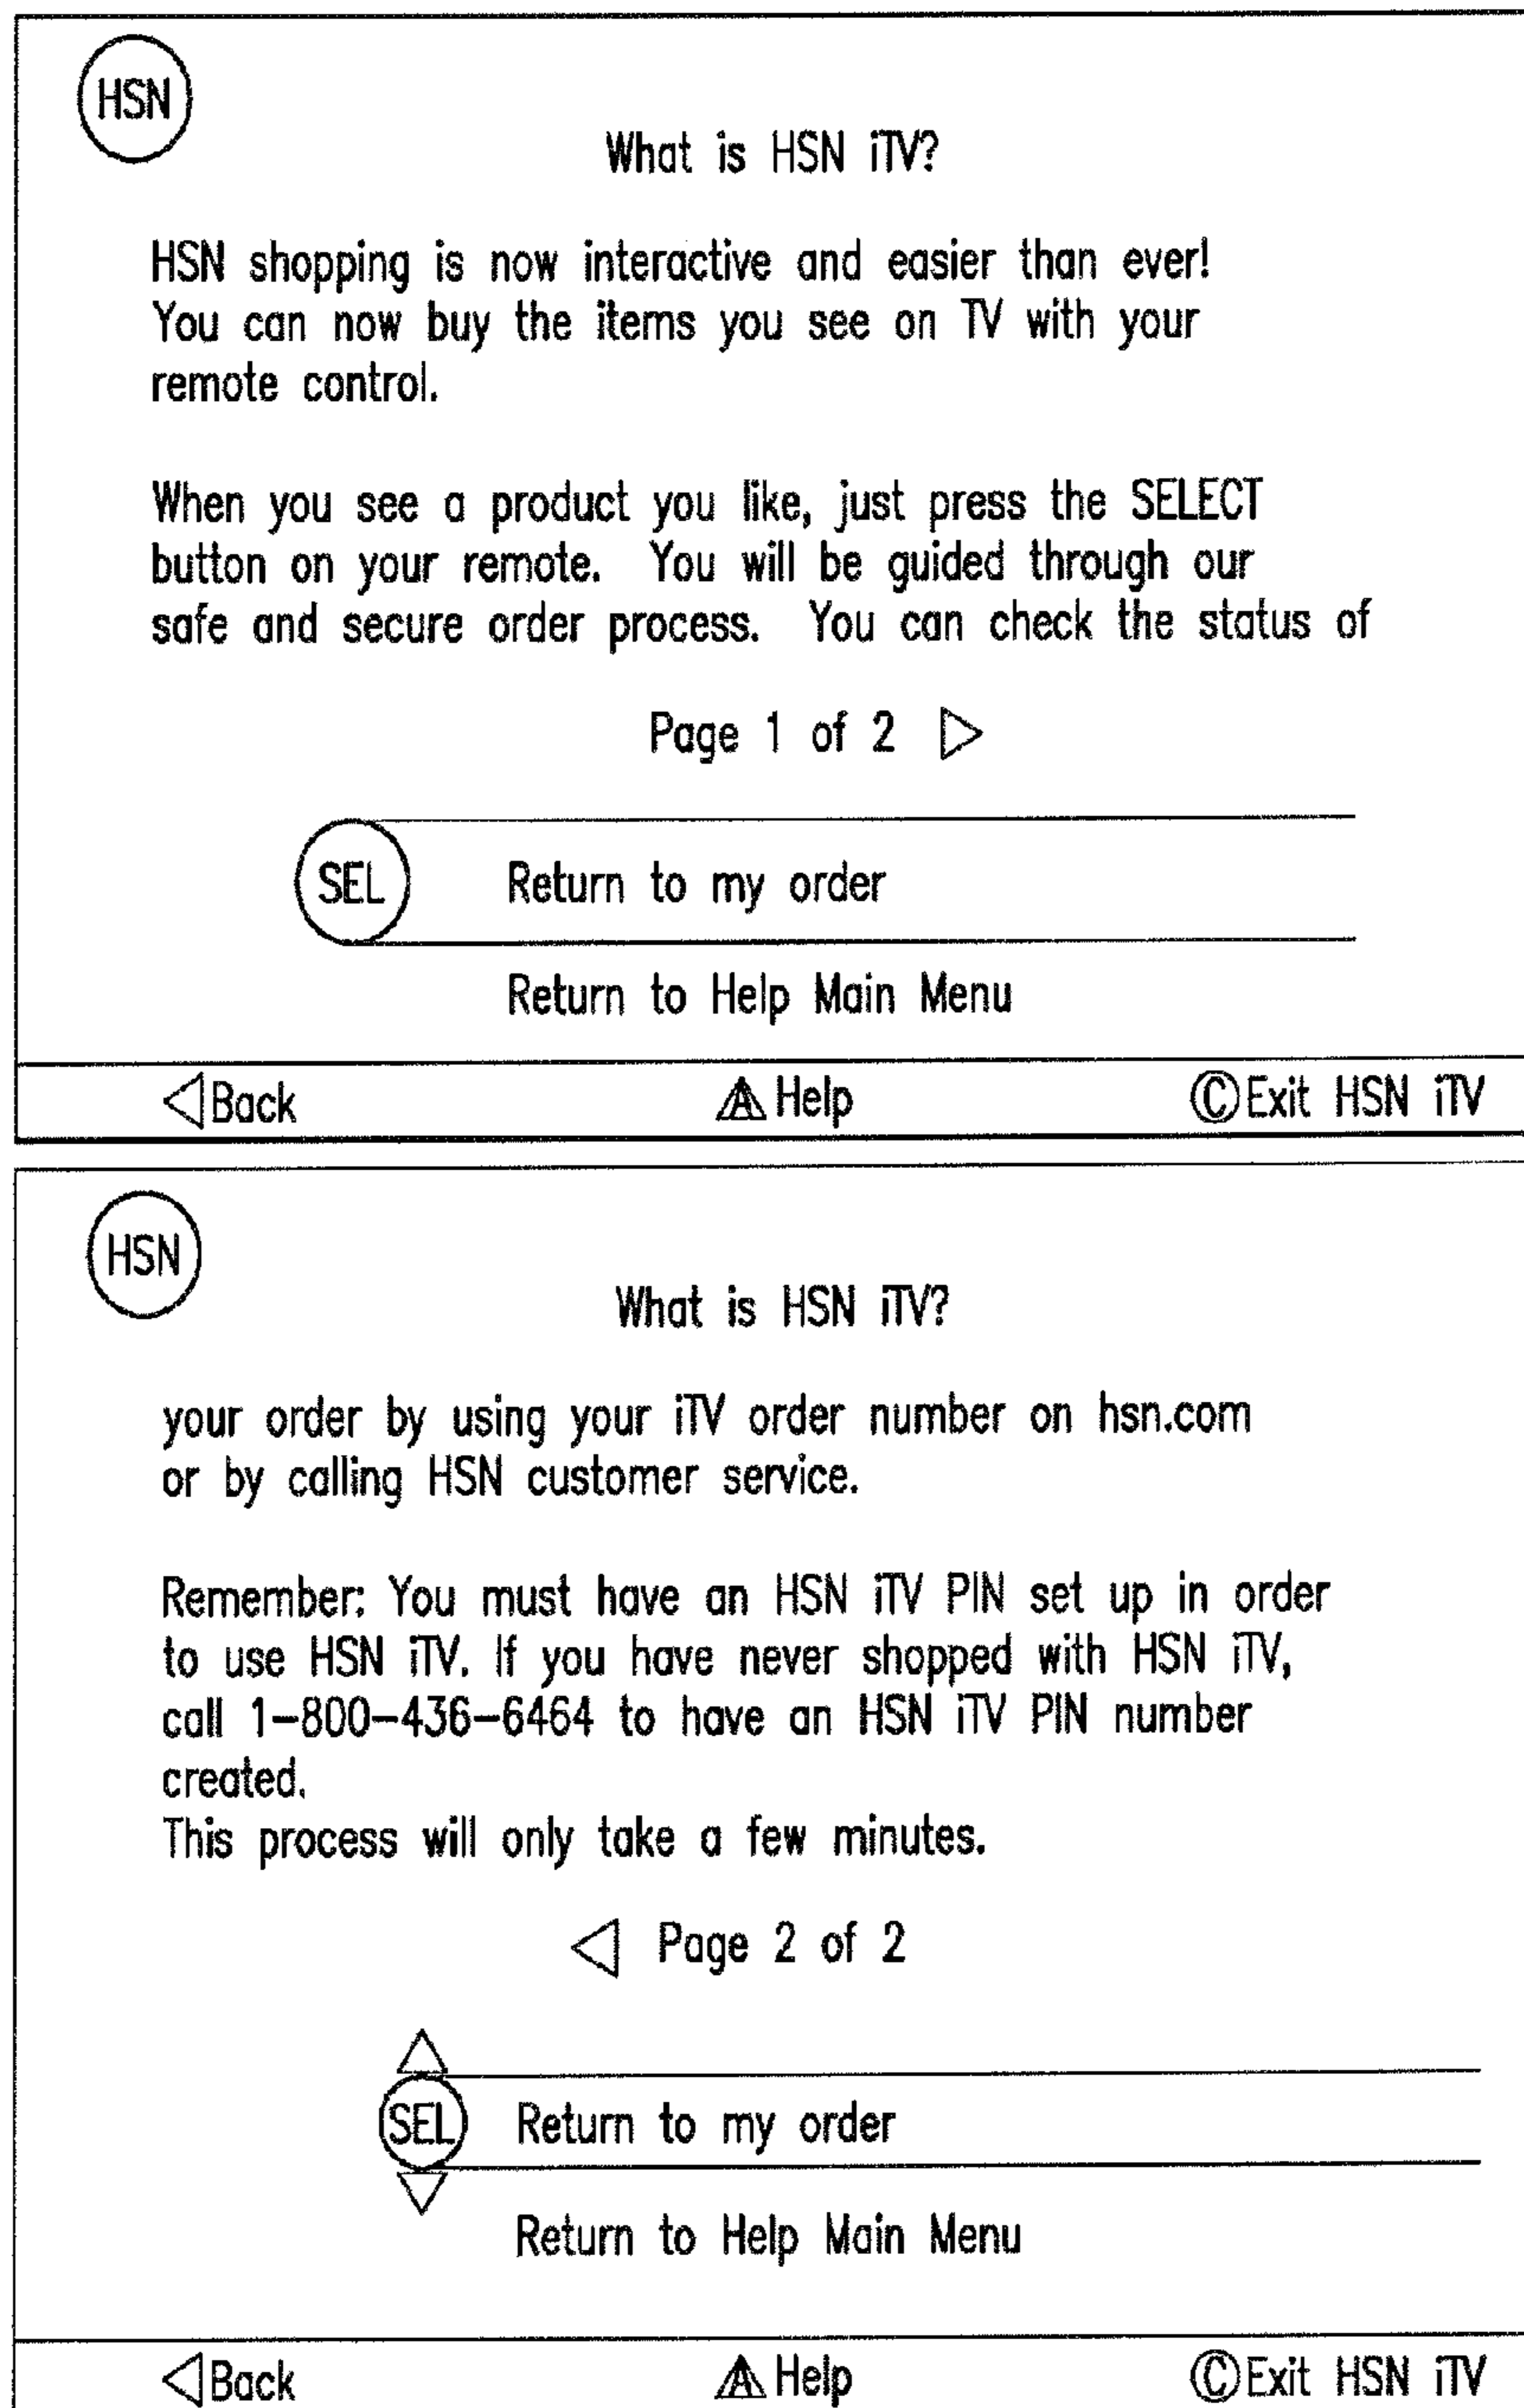 HSN
What is HSN iTV?
HSN shopping is now interactive and easier than ever!
You can now buy the items you see on TV with your
remote control.
When you see a product you like, just press the SELECT
button on your remote. You will be guided through our
safe and secure order process. You can check the status of
Page 1 of 2
SEL Return to my order
Return to Help Main Menu
Back A Help C Exit HSN iTV
HSN
What is HSN iTV?
your order by using your iTV order number on hsn.com
or by calling HSN customer service.
Remember: You must have an HSN iTV PIN set up in order
to use HSN iTV. If you have never shopped with HSN iTV,
call 1-800-436-6464 to have an HSN iTV PIN number
created.
This process will only take a few minutes.
Page 2 of 2
SEL Return to my order
Return to Help Main Menu
Back A Help C Exit HSN iTV